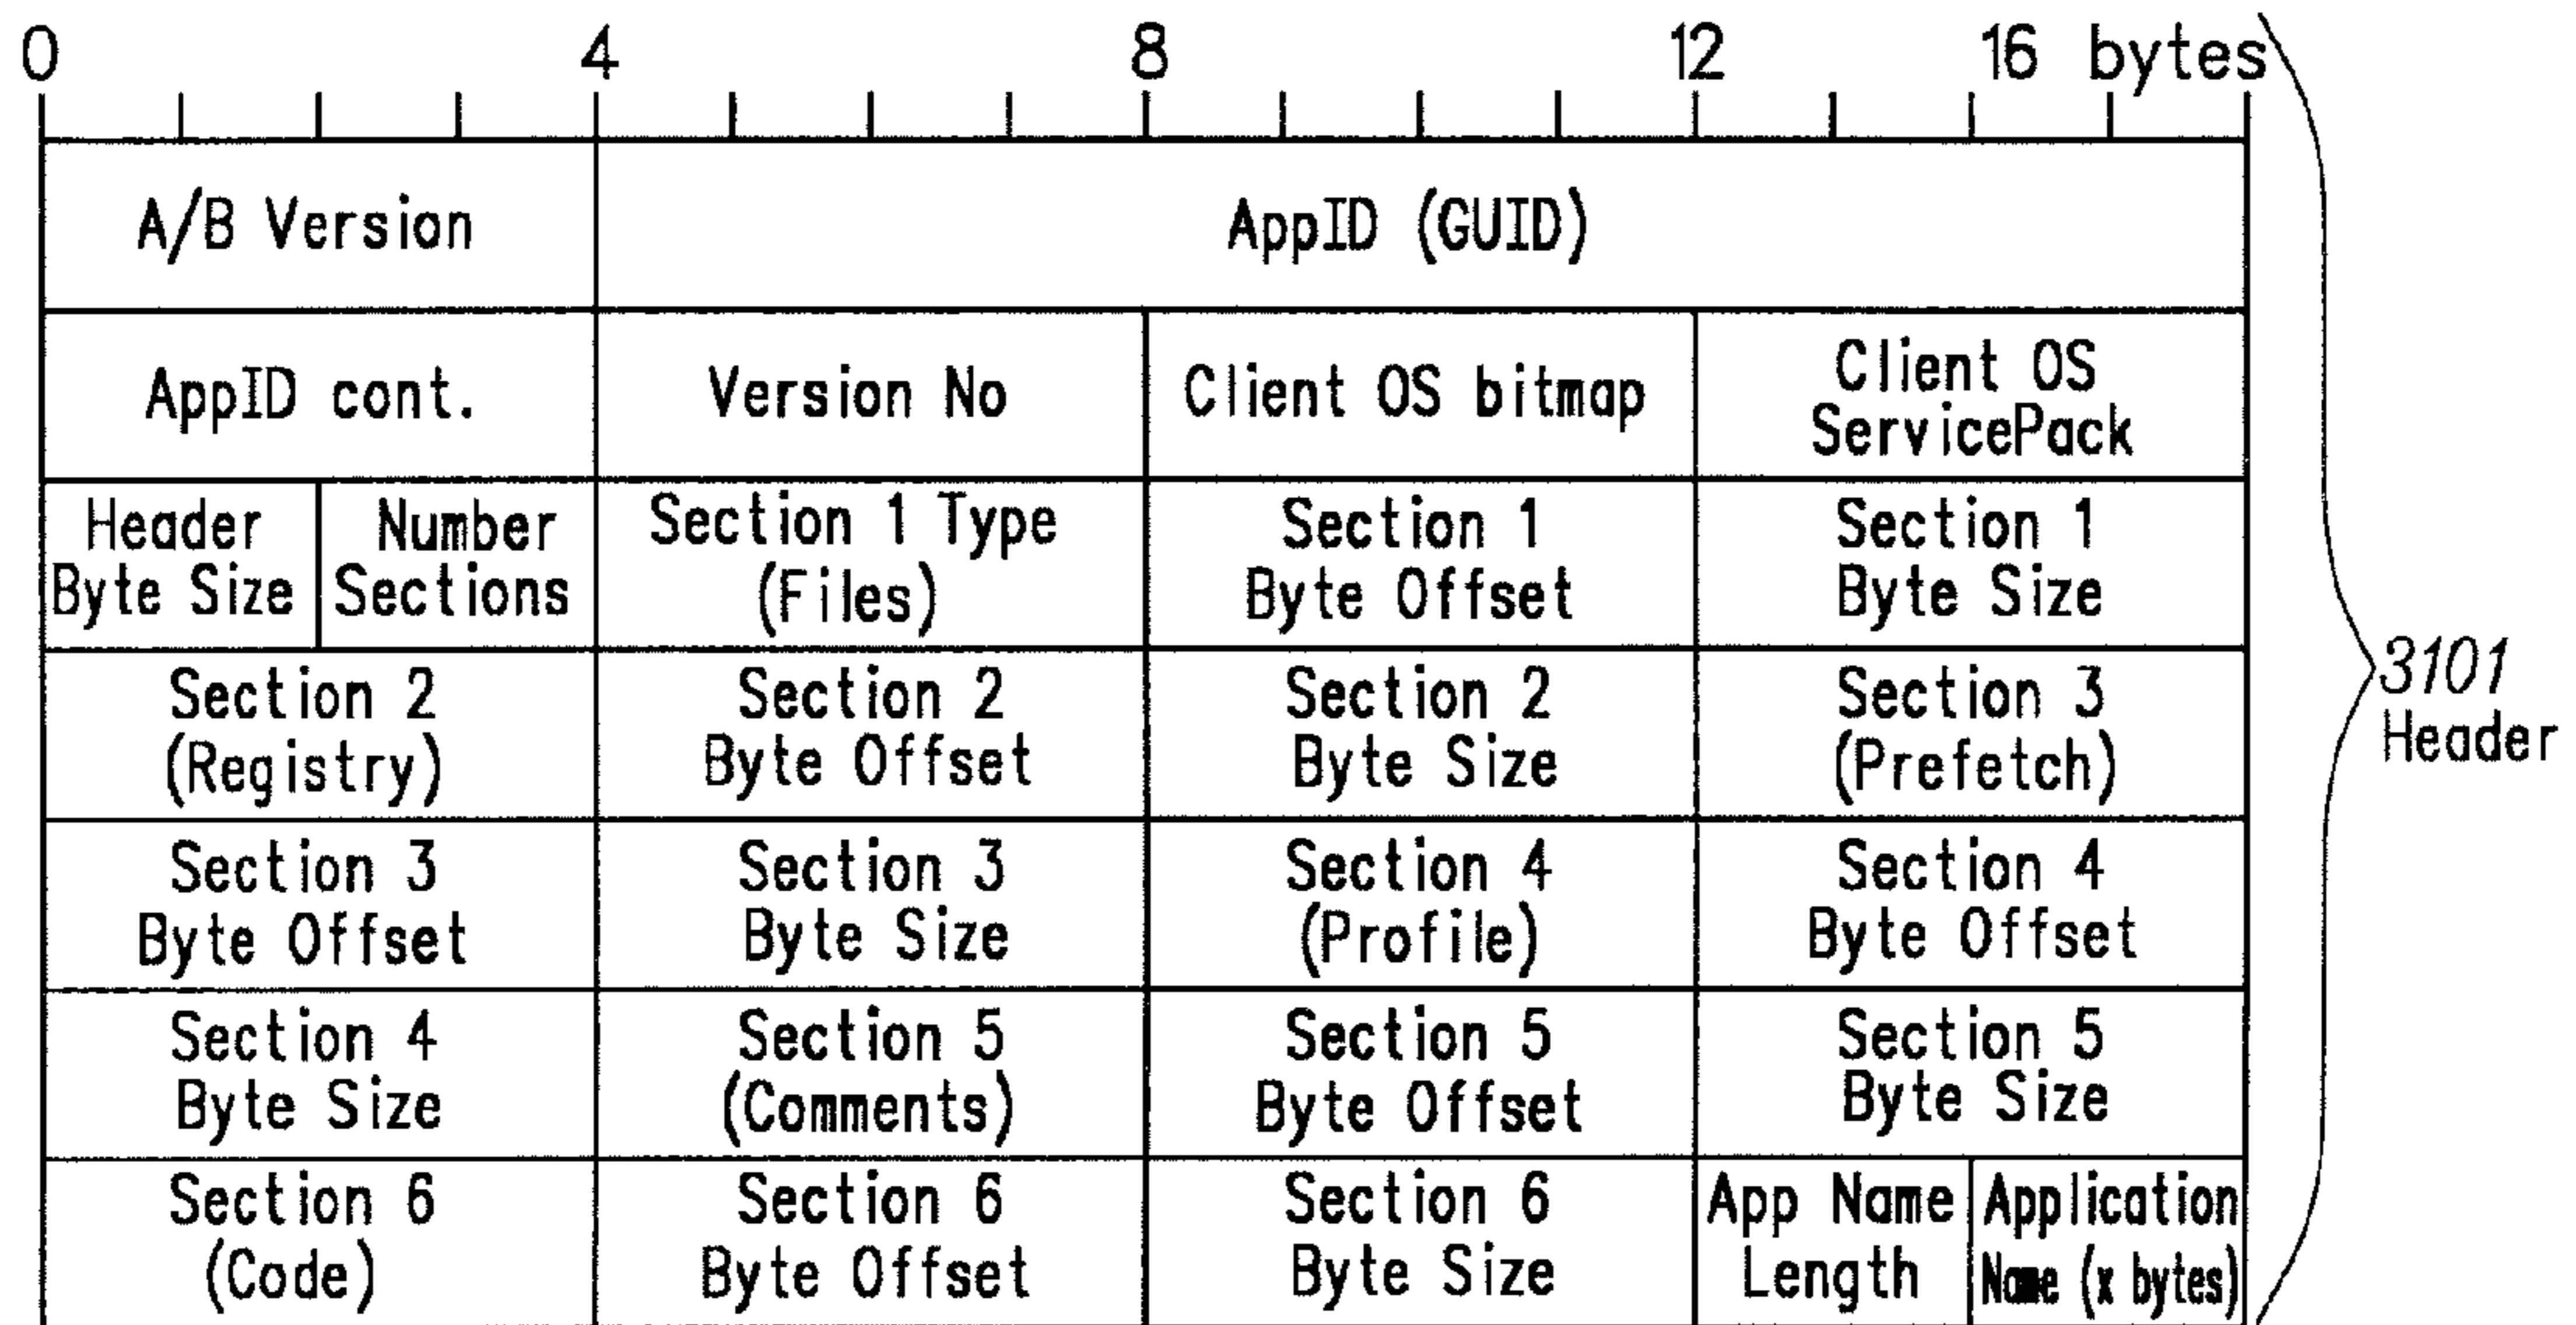 0 4 8 12 16 bytes
A/B Version
AppID (GUID)
AppID cont.
Version No
Client OS bitmap
Client OS
ServicePack
Header
Byte Size
Number
Sections
Section 1 Type
(Files)
Section 1
Byte Offset
Section 1
Byte Size
Section 2
(Registry)
Section 2
Byte Offset
Section 2
Byte Size
Section 3
(Prefetch)
Section 3
Byte Offset
Section 3
Byte Size
Section 4
(Profile)
Section 4
Byte Offset
Section 4
Byte Size
Section 5
(Comments)
Section 5
Byte Offset
Section 5
Byte Size
Section 6
(Code)
Section 6
Byte Offset
Section 6
Byte Size
App Name
Length
Application
Name (x bytes)
3101
Header